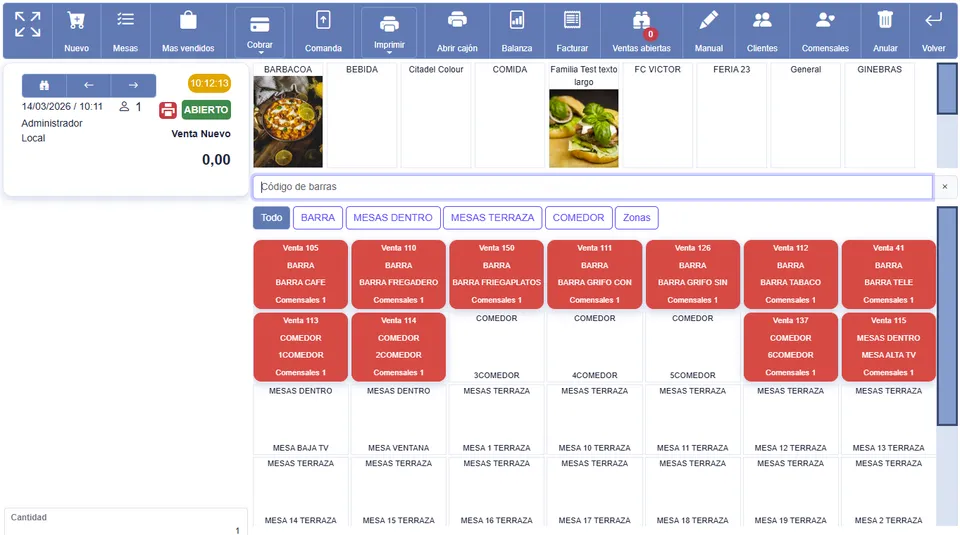 Nuevo
Mesas
Mas vendidos
Cobrar
Comanda
Imprimir
Abrir cajón
Balanza
Facturar
0
Ventas abiertas
Manual
Clientes
Comensales
Anular
Volver
10:12:13
14/03/2026 / 10:11
1
ABIERTO
Administrador
Venta Nuevo
Local
0,00
BARBACOA
BEBIDA
Citadel Colour
COMIDA
Familia Test texto
largo
FC VICTOR
FERIA 23
General
GINEBRAS
Código de barras
×
Todo
BARRA
MESAS DENTRO
MESAS TERRAZA
COMEDOR
Zonas
Venta 105
BARRA
BARRA CAFE
Comensales 1
Venta 110
BARRA
BARRA FREGADERO
Comensales 1
Venta 150
BARRA
BARRA FRIEGAPLATOS
Comensales 1
Venta 111
BARRA
BARRA GRIFO CON
Comensales 1
Venta 126
BARRA
BARRA GRIFO SIN
Comensales 1
Venta 112
BARRA
BARRA TABACO
Comensales 1
Venta 41
BARRA
BARRA TELE
Comensales 1
Venta 113
COMEDOR
1COMEDOR
Comensales 1
Venta 114
COMEDOR
2COMEDOR
Comensales 1
COMEDOR
3COMEDOR
COMEDOR
4COMEDOR
COMEDOR
5COMEDOR
Venta 137
COMEDOR
6COMEDOR
Comensales 1
Venta 115
MESAS DENTRO
MESA ALTA TV
Comensales 1
MESAS DENTRO
MESA BAJA TV
MESAS DENTRO
MESA VENTANA
MESAS TERRAZA
MESA 1 TERRAZA
MESAS TERRAZA
MESA 10 TERRAZA
MESAS TERRAZA
MESA 11 TERRAZA
MESAS TERRAZA
MESA 12 TERRAZA
MESAS TERRAZA
MESA 13 TERRAZA
MESAS TERRAZA
MESA 14 TERRAZA
MESAS TERRAZA
MESA 15 TERRAZA
MESAS TERRAZA
MESA 16 TERRAZA
MESAS TERRAZA
MESA 17 TERRAZA
MESAS TERRAZA
MESA 18 TERRAZA
MESAS TERRAZA
MESA 19 TERRAZA
MESAS TERRAZA
MESA 2 TERRAZA
Cantidad
1